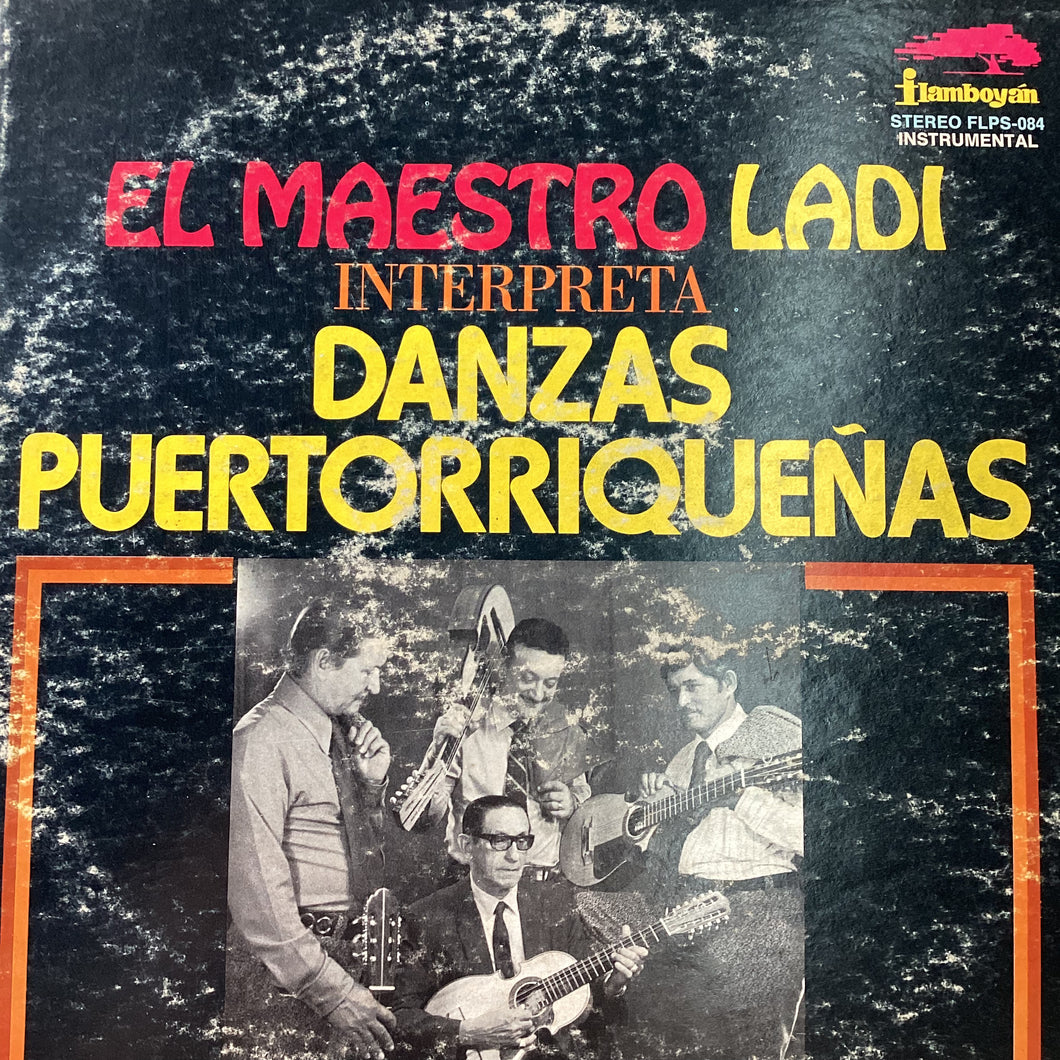 flamboyán
STEREO FLPS-084
INSTRUMENTAL
EL MAESTRO LADI
INTERPRETA
DANZAS
PUERTORRIQUEÑAS